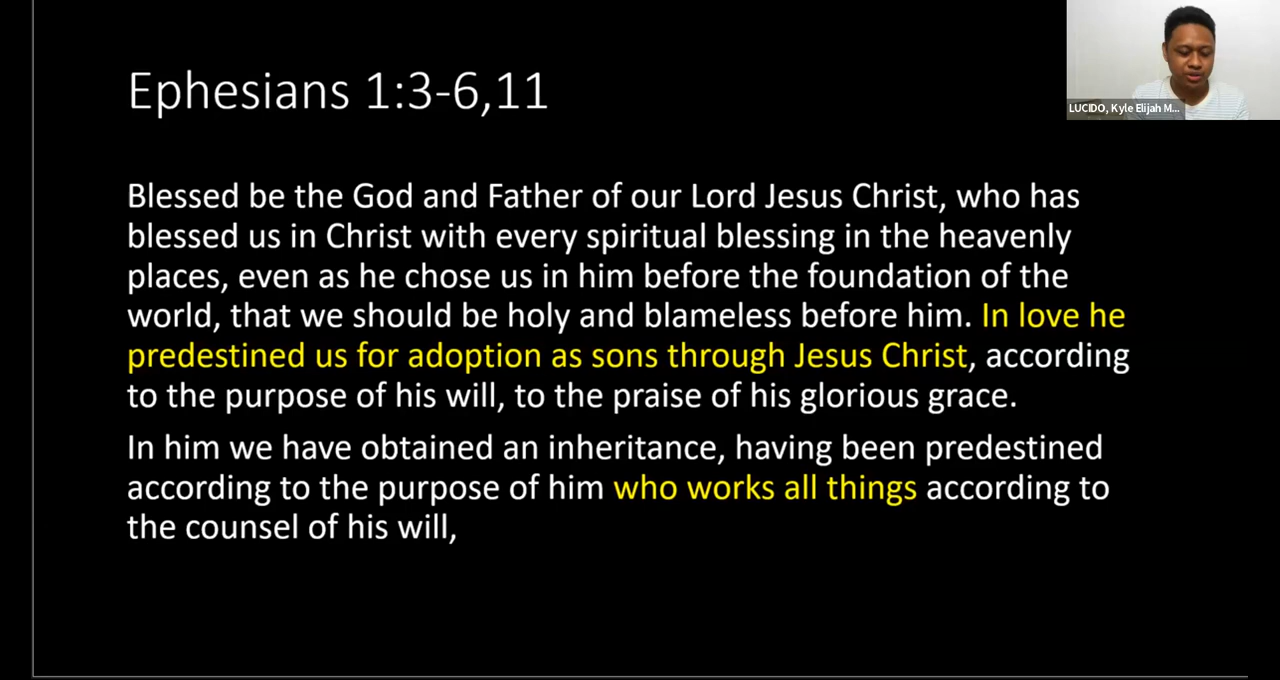 Ephesians 1:3-6,11
LUCIDO, Kyle Elijah M...
Blessed be the God and Father of our Lord Jesus Christ, who has
blessed us in Christ with every spiritual blessing in the heavenly
places, even as he chose us in him before the foundation of the
world, that we should be holy and blameless before him. In love he
predestined us for adoption as sons through Jesus Christ, according
to the purpose of his will, to the praise of his glorious grace.
In him we have obtained an inheritance, having been predestined
according to the purpose of him who works all things according to
the counsel of his will,